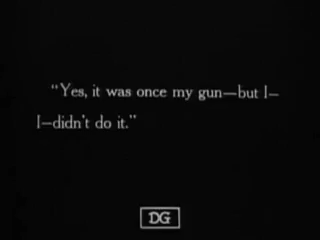 “Yes, it was once my gun—but I—
I—didn't do it.”
DG